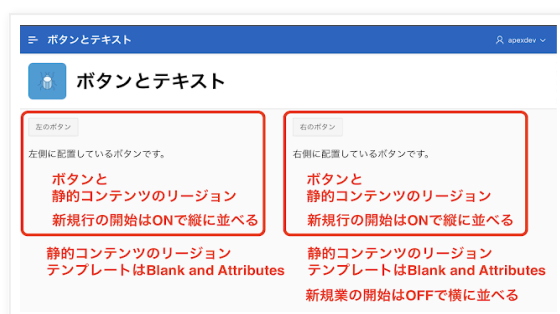 ボタンとテキスト
apexdev
ボタンとテキスト
左のボタン
左側に配置しているボタンです。
ボタンと
静的コンテンツのリージョン
新規行の開始はONで縦に並べる
静的コンテンツのリージョン
テンプレートはBlank and Attributes
右のボタン
右側に配置しているボタンです。
ボタンと
静的コンテンツのリージョン
新規行の開始はONで縦に並べる
静的コンテンツのリージョン
テンプレートはBlank and Attributes
新規業の開始はOFFで横に並べる